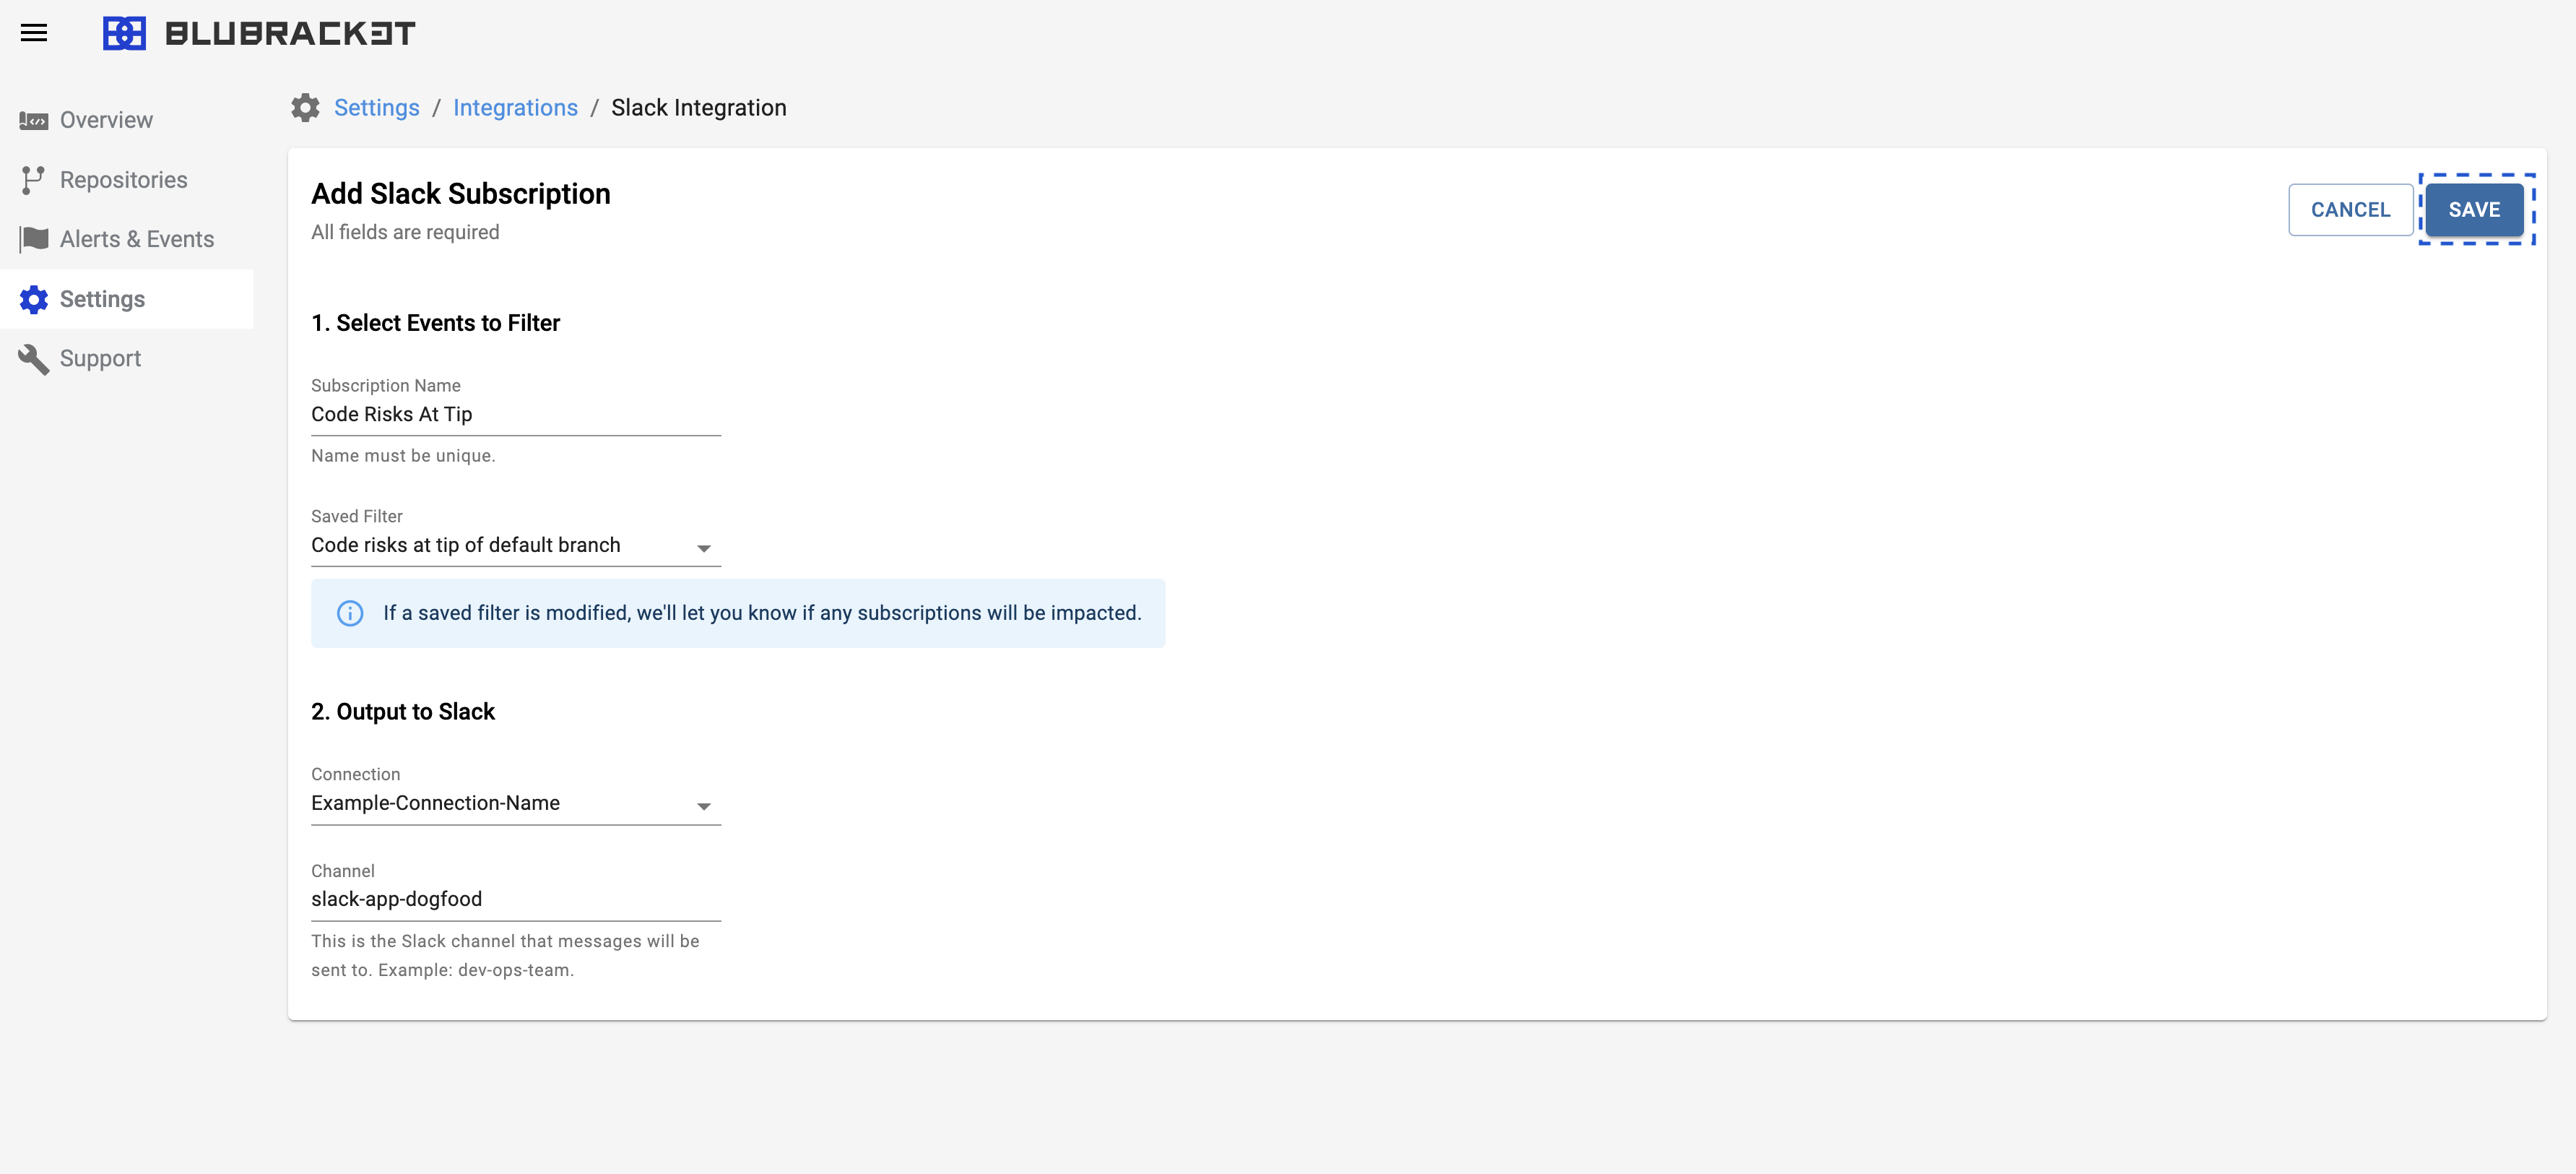 BLUBRACKET
Overview
Repositories
Alerts & Events
Settings
Support
Settings / Integrations / Slack Integration
Add Slack Subscription
All fields are required
CANCEL
SAVE
1. Select Events to Filter
Subscription Name
Code Risks At Tip
Name must be unique.
Saved Filter
Code risks at tip of default branch
If a saved filter is modified, we'll let you know if any subscriptions will be impacted.
2. Output to Slack
Connection
Example-Connection-Name
Channel
slack-app-dogfood
This is the Slack channel that messages will be
sent to. Example: dev-ops-team.